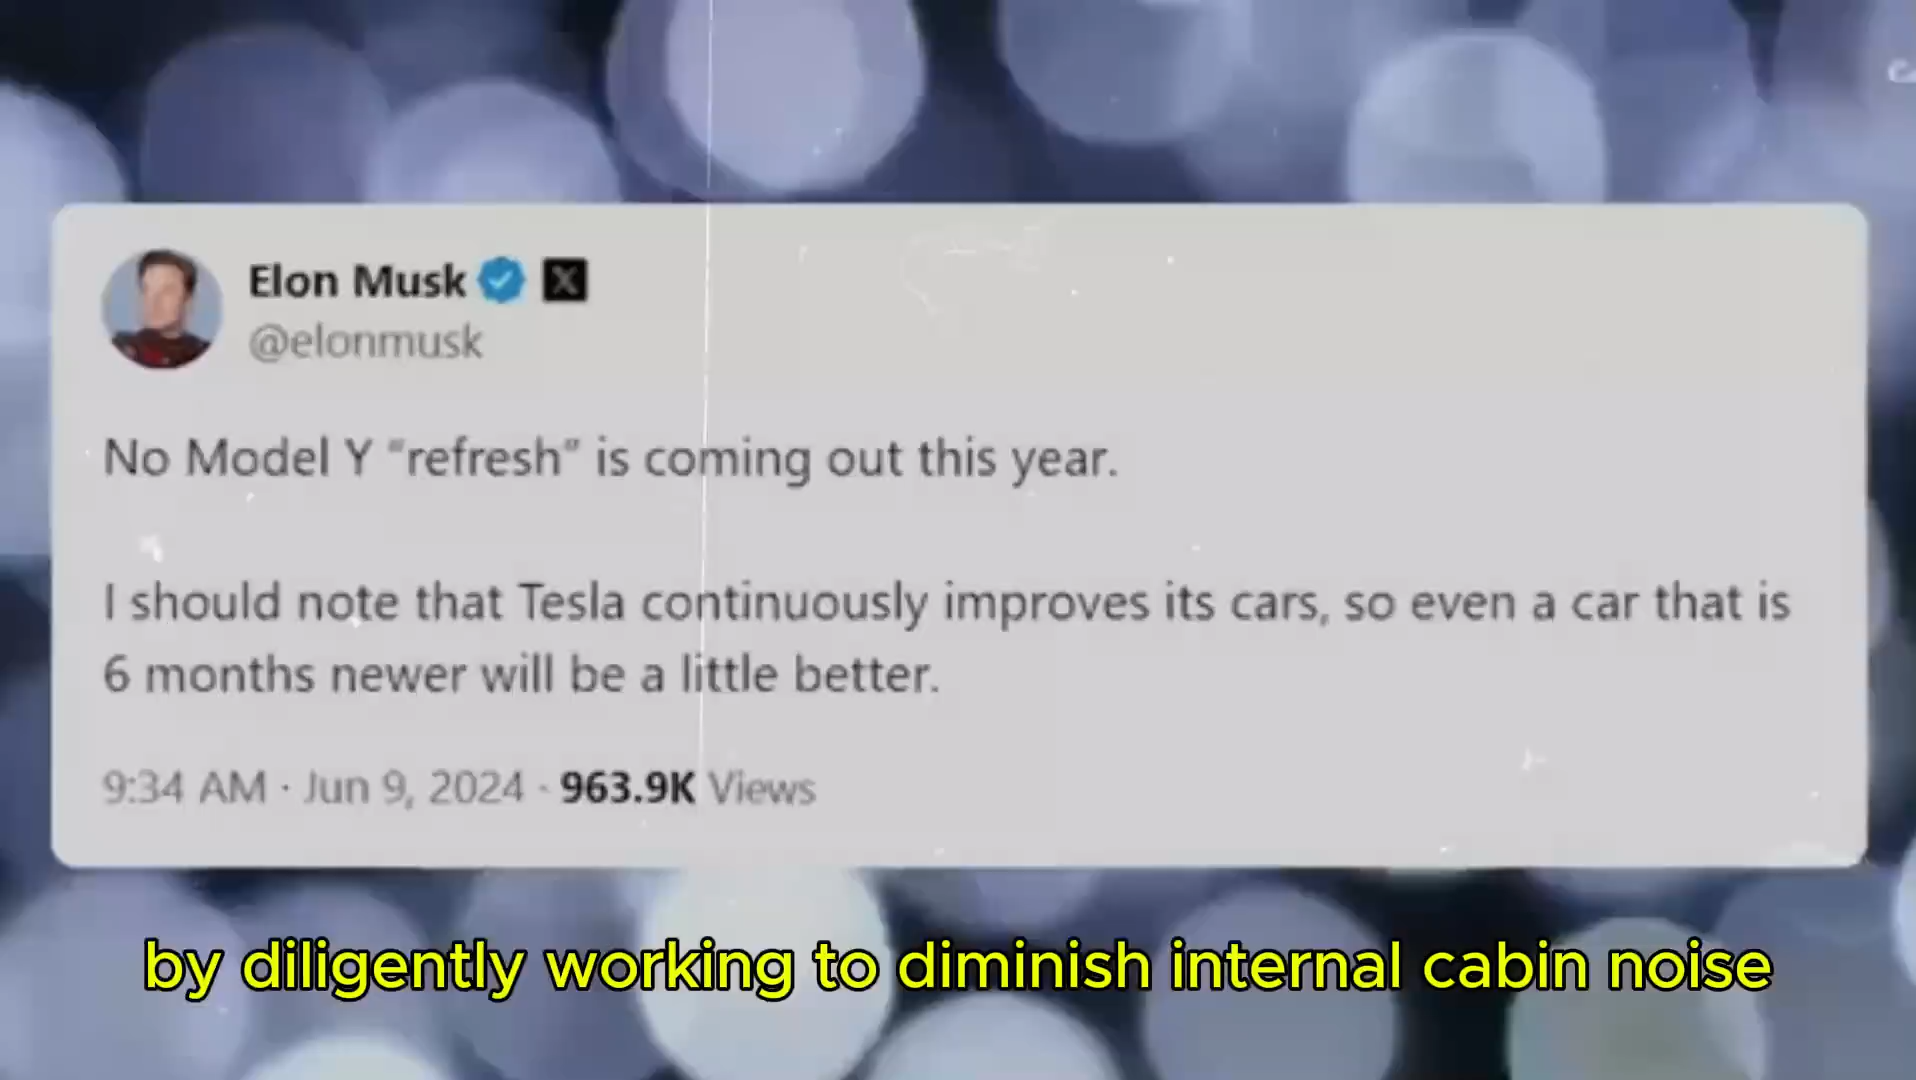 Elon Musk
@elonmusk
No Model Y “refresh” is coming out this year.
I should note that Tesla continuously improves its cars, so even a car that is
6 months newer will be a little better.
9:34 AM · Jun 9, 2024 · 963.9K Views
by diligently working to diminish internal cabin noise